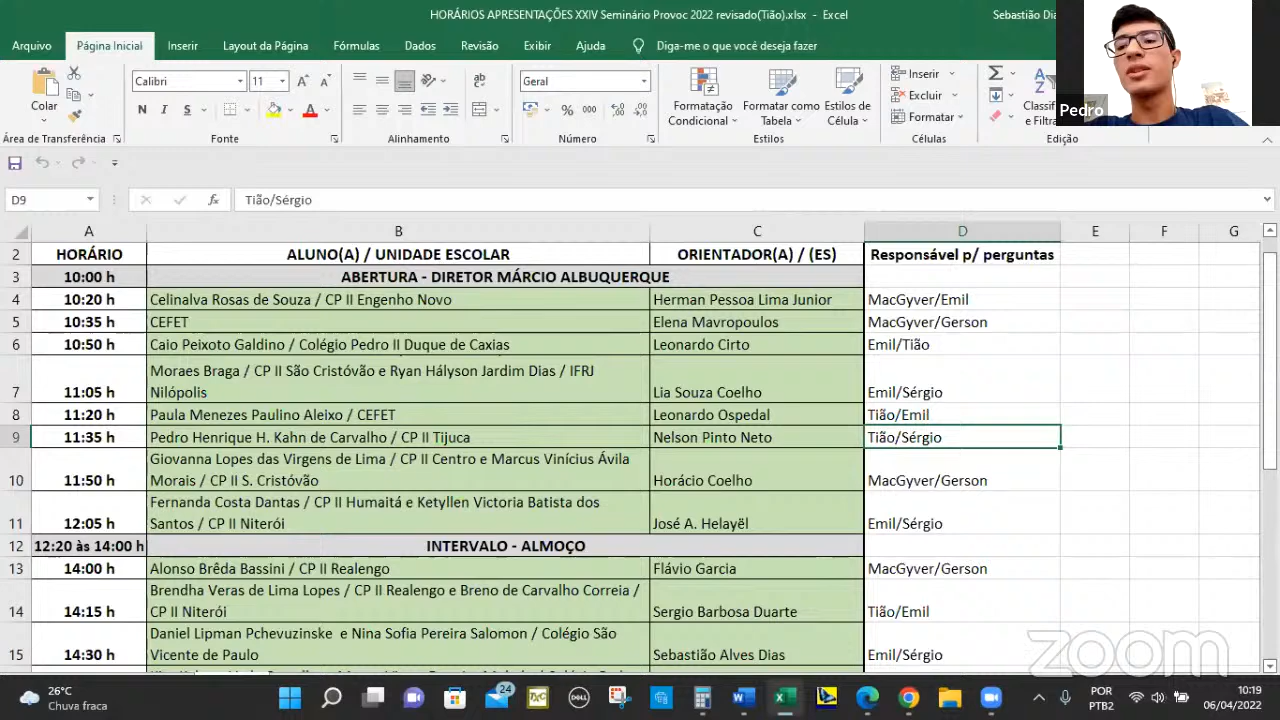 HORÁRIOS APRESENTAÇÕES XXIV Seminário Provoc 2022 revisado(Tião).xlsx - Excel
Sebastião Dia
Arquivo
Página Inicial
Inserir
Layout da Página
Fórmulas
Dados
Revisão
Exibir
Ajuda
Diga-me o que você deseja fazer
Colar
Área de Transferência
Calibri
11
N I S
Fonte
ab
Alinhamento
Geral
% 000
Número
Formatação Condicional
Formatar como Tabela
Estilos de Célula
Estilos
Inserir
Excluir
Formatar
Células
Classif
e Filtra
Edição
Pedro
D9
fx
Tião/Sérgio
A B C D E F G
2 HORÁRIO ALUNO(A) / UNIDADE ESCOLAR ORIENTADOR(A) / (ES) Responsável p/ perguntas
3 10:00 h ABERTURA - DIRETOR MÁRCIO ALBUQUERQUE
4 10:20 h Celinalva Rosas de Souza / CP II Engenho Novo Herman Pessoa Lima Junior MacGyver/Emil
5 10:35 h CEFET Elena Mavropoulos MacGyver/Gerson
6 10:50 h Caio Peixoto Galdino / Colégio Pedro II Duque de Caxias Leonardo Cirto Emil/Tião
Moraes Braga / CP II São Cristóvão e Ryan Hályson Jardim Dias / IFRJ
7 11:05 h Nilópolis Lia Souza Coelho Emil/Sérgio
8 11:20 h Paula Menezes Paulino Aleixo / CEFET Leonardo Ospedal Tião/Emil
9 11:35 h Pedro Henrique H. Kahn de Carvalho / CP II Tijuca Nelson Pinto Neto Tião/Sérgio
Giovanna Lopes das Virgens de Lima / CP II Centro e Marcus Vinícius Ávila
10 11:50 h Morais / CP II S. Cristóvão Horácio Coelho MacGyver/Gerson
Fernanda Costa Dantas / CP II Humaitá e Ketyllen Victoria Batista dos
11 12:05 h Santos / CP II Niterói José A. Helayël Emil/Sérgio
12 12:20 às 14:00 h INTERVALO - ALMOÇO
13 14:00 h Alonso Brêda Bassini / CP II Realengo Flávio Garcia MacGyver/Gerson
Brendha Veras de Lima Lopes / CP II Realengo e Breno de Carvalho Correia /
14 14:15 h CP II Niterói Sergio Barbosa Duarte Tião/Emil
Daniel Lipman Pchevuzinske e Nina Sofia Pereira Salomon / Colégio São
15 14:30 h Vicente de Paulo Sebastião Alves Dias Emil/Sérgio
zoom
26°C
Chuva fraca
24
DELL
POR
PTB2
10:19
06/04/2022